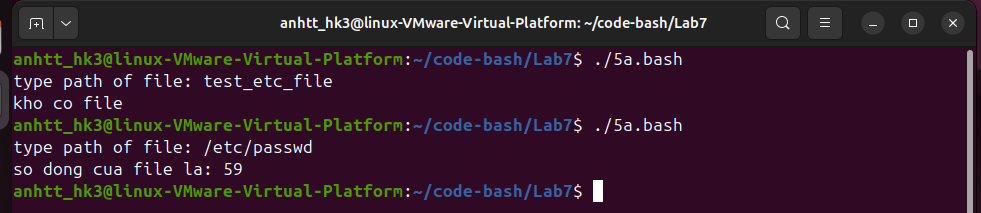 anhtt_hk3@linux-VMware-Virtual-Platform: ~/code-bash/Lab7
anhtt_hk3@linux-VMware-Virtual-Platform:~/code-bash/Lab7$ ./5a.bash
type path of file: test_etc_file
kho co file
anhtt_hk3@linux-VMware-Virtual-Platform:~/code-bash/Lab7$ ./5a.bash
type path of file: /etc/passwd
so dong cua file la: 59
anhtt_hk3@linux-VMware-Virtual-Platform:~/code-bash/Lab7$